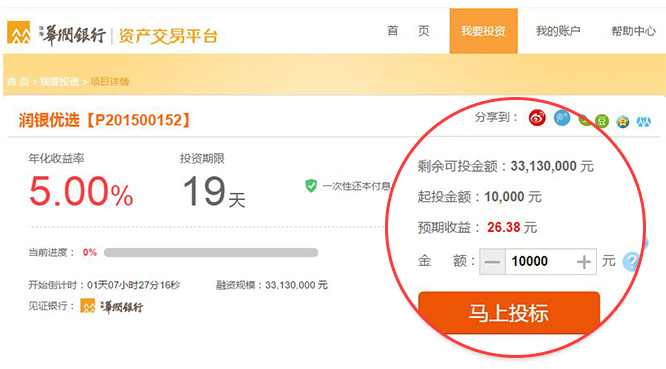 珠海 華潤銀行 | 资产交易平台
首 页 我要投资 我的账户 帮助中心
首 页 > 我要投资 > 项目详情
润银优选【P201500152】
分享到：
年化收益率 投资期限
5.00% 19天
一次性还本付息
剩余可投金额：33,130,000 元
起投金额：10,000 元
预期收益：26.38 元
金 额： — 10000 + 元 ?
当前进度： 0%
开始倒计时：01天07小时27分16秒 融资规模：33,130,000 元
马上投标
见证银行： 華潤銀行